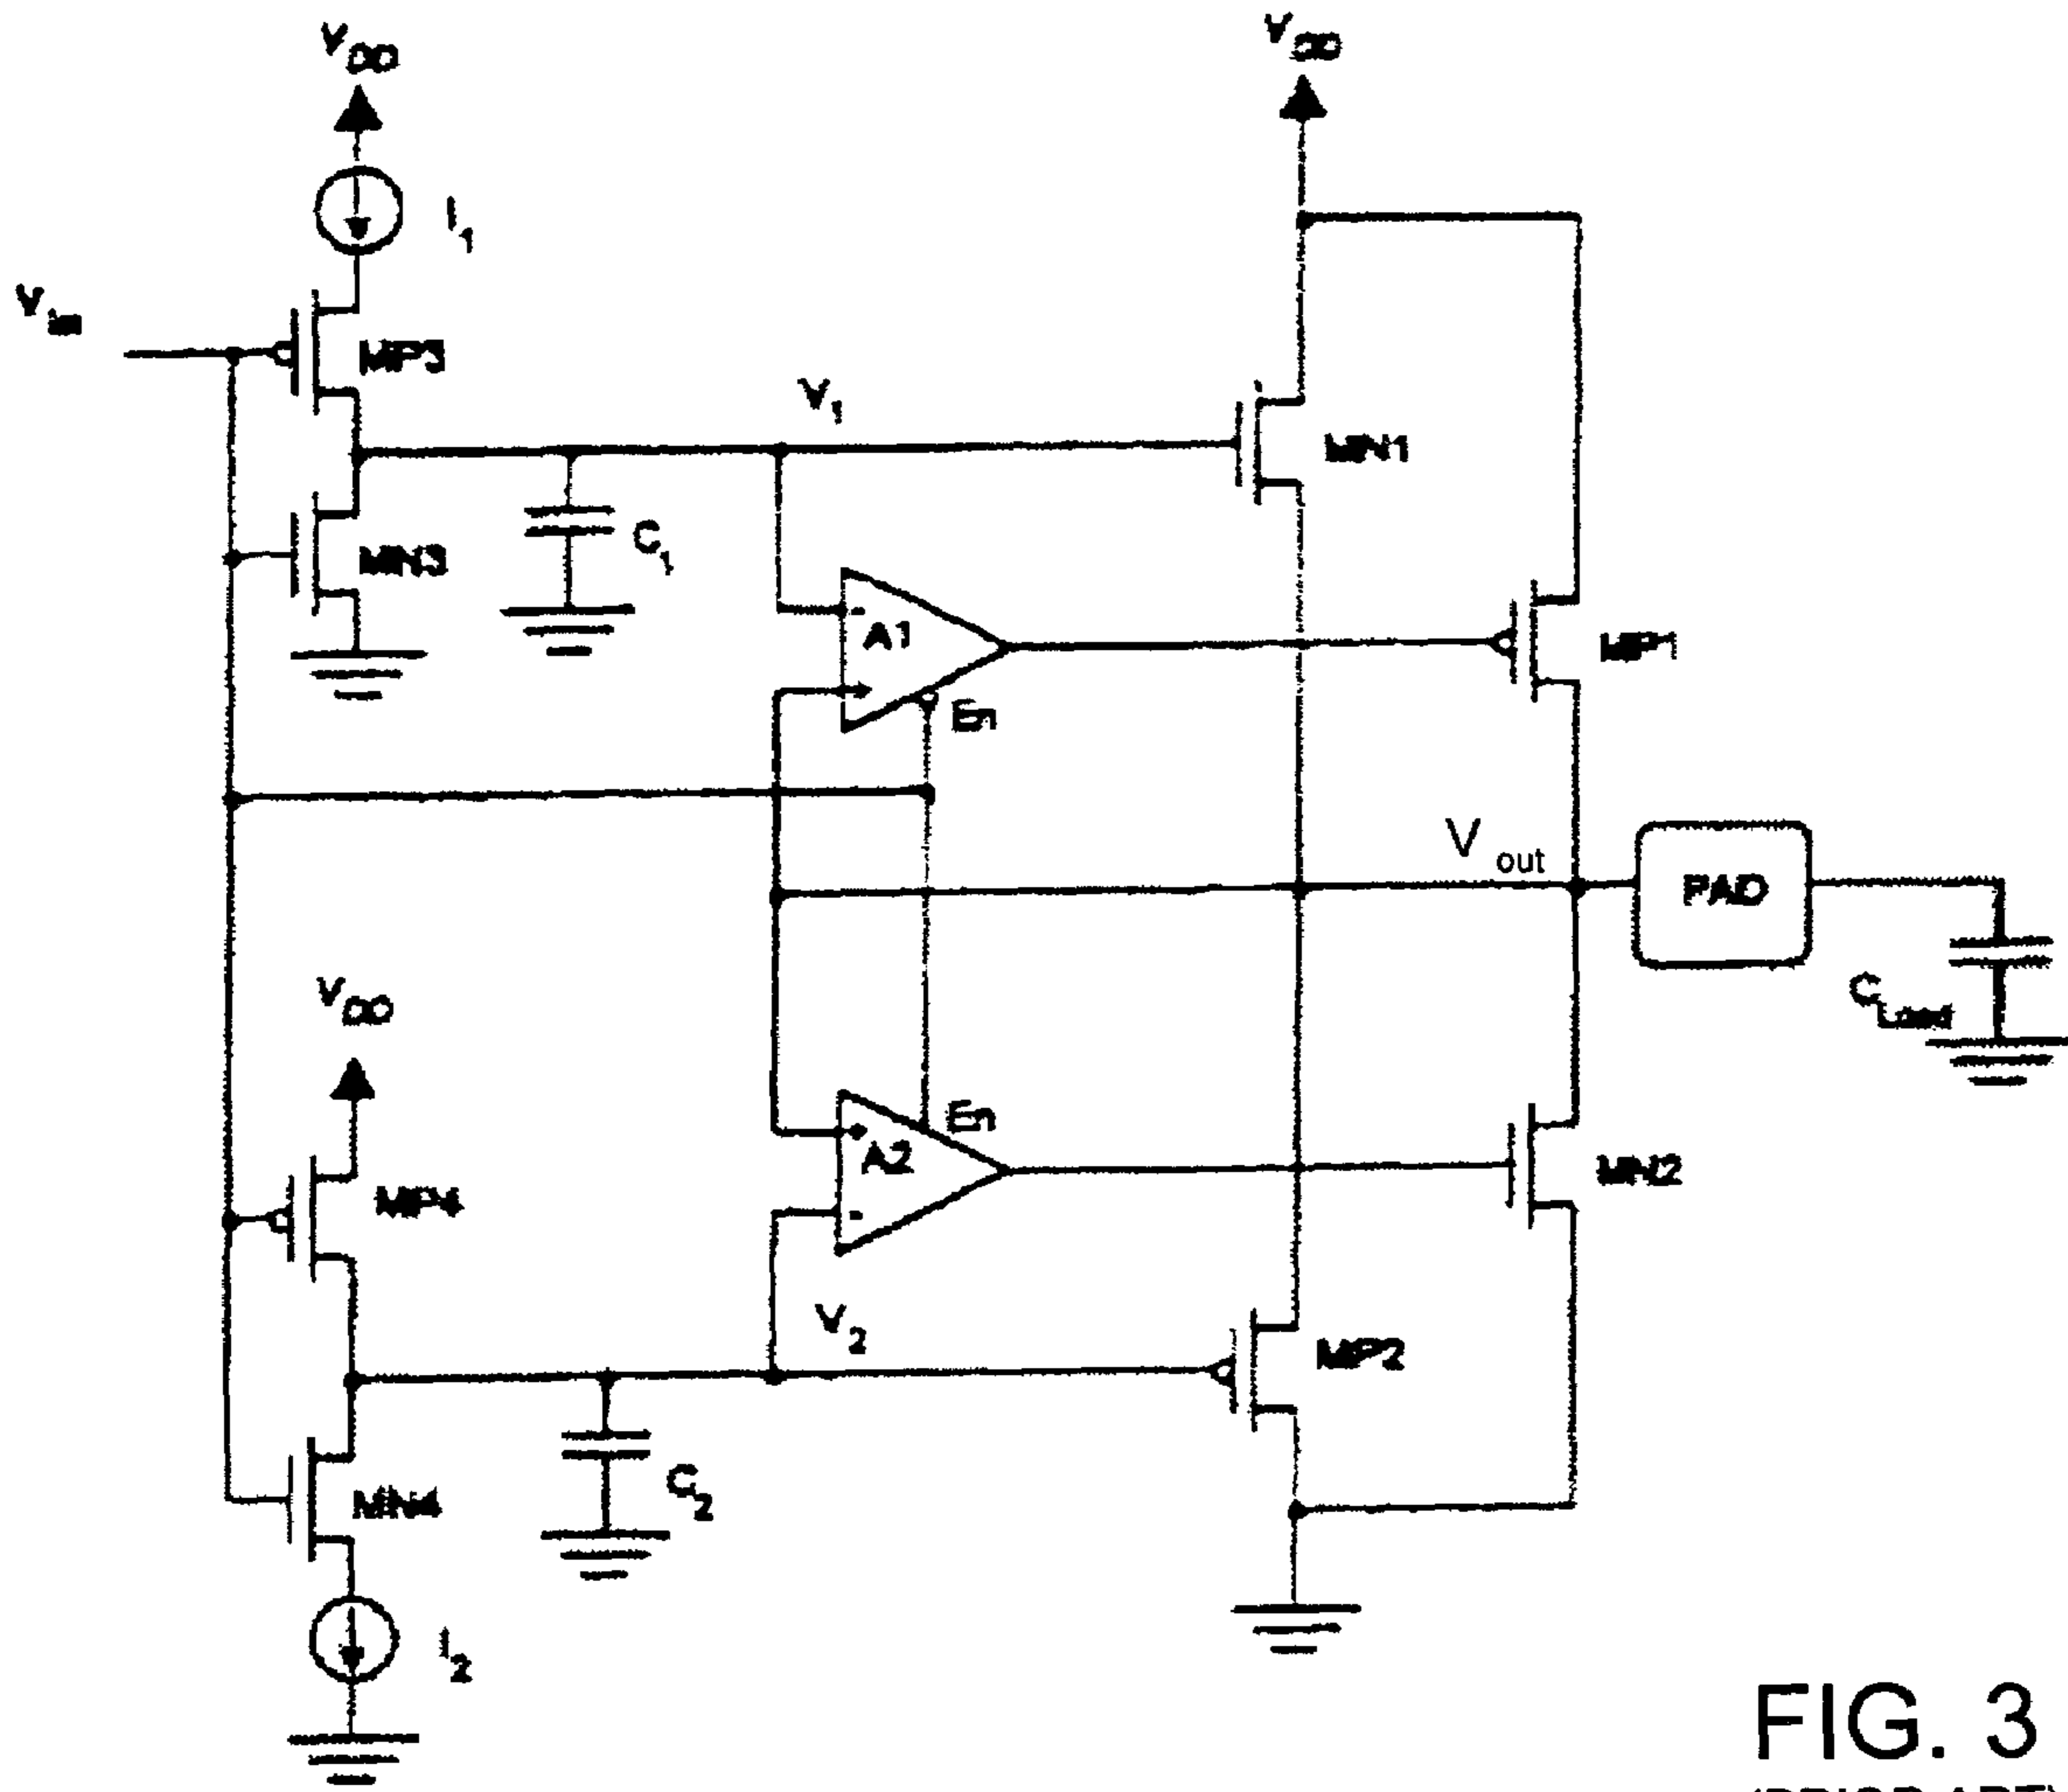 VDD
VDD
I1
Vin
MP3
V1
MN1
MN3
C1
A1
-
MP1
En
Vout
PAD
VDD
CLoad
En
A2
MP4
-
MN2
V2
MP2
C2
MN4
I2
FIG. 3